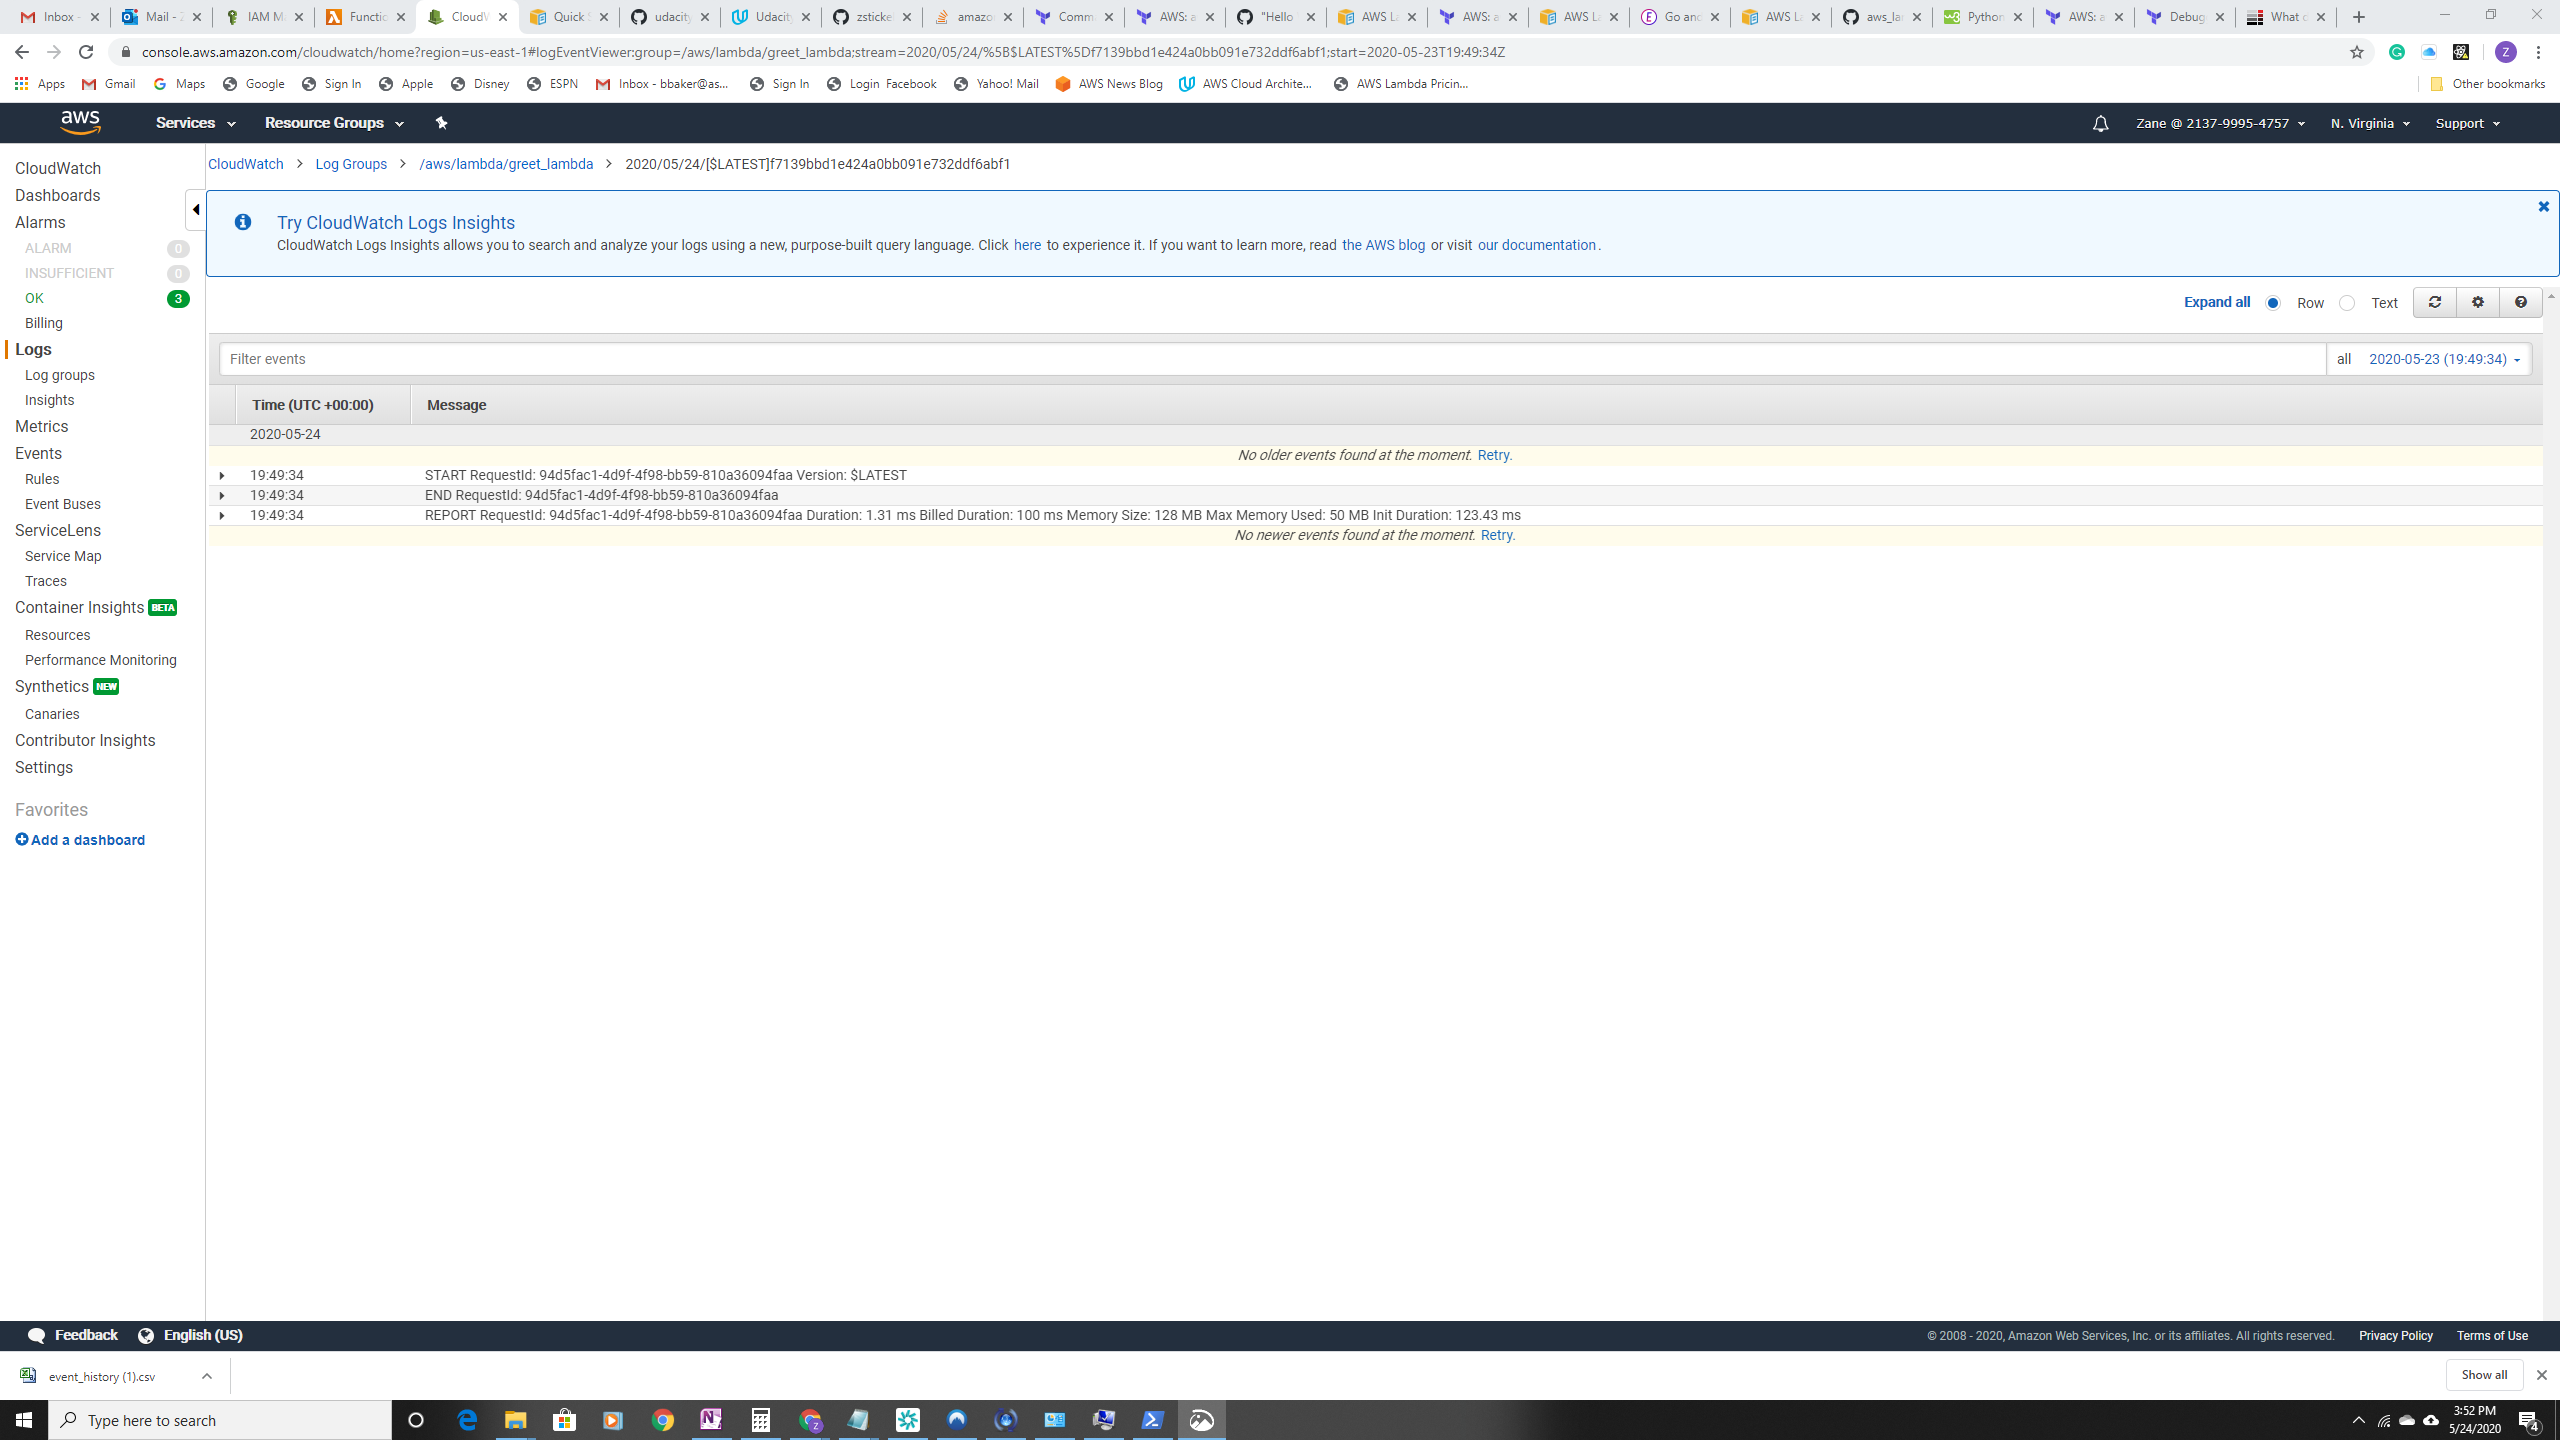 Inbox -
Mail - Z
IAM M
Functio
CloudW
Quick S
udacity
Udacity
zsticke
amazo
Comm
AWS: a
"Hello
AWS La
AWS: a
AWS La
Go and
AWS La
aws_la
Python
AWS: a
Debug
What c
console.aws.amazon.com/cloudwatch/home?region=us-east-1#logEventViewer:group=/aws/lambda/greet_lambda;stream=2020/05/24/%5B$LATEST%5Df7139bbd1e424a0bb091e732ddf6abf1;start=2020-05-23T19:49:34Z
Z
Apps
Gmail
Maps
Google
Sign In
Apple
Disney
ESPN
Inbox - bbaker@as...
Sign In
Login Facebook
Yahoo! Mail
AWS News Blog
AWS Cloud Archite...
AWS Lambda Pricin...
Other bookmarks
aws
Services
Resource Groups
Zane @ 2137-9995-4757
N. Virginia
Support
CloudWatch
Dashboards
Alarms
ALARM 0
INSUFFICIENT 0
OK 3
Billing
Logs
Log groups
Insights
Metrics
Events
Rules
Event Buses
ServiceLens
Service Map
Traces
Container Insights BETA
Resources
Performance Monitoring
Synthetics NEW
Canaries
Contributor Insights
Settings
Favorites
Add a dashboard
CloudWatch > Log Groups > /aws/lambda/greet_lambda > 2020/05/24/[$LATEST]f7139bbd1e424a0bb091e732ddf6abf1
Try CloudWatch Logs Insights
CloudWatch Logs Insights allows you to search and analyze your logs using a new, purpose-built query language. Click here to experience it. If you want to learn more, read the AWS blog or visit our documentation.
Expand all
Row
Text
Filter events
all 2020-05-23 (19:49:34)
Time (UTC +00:00) Message
2020-05-24
No older events found at the moment. Retry.
19:49:34 START RequestId: 94d5fac1-4d9f-4f98-bb59-810a36094faa Version: $LATEST
19:49:34 END RequestId: 94d5fac1-4d9f-4f98-bb59-810a36094faa
19:49:34 REPORT RequestId: 94d5fac1-4d9f-4f98-bb59-810a36094faa Duration: 1.31 ms Billed Duration: 100 ms Memory Size: 128 MB Max Memory Used: 50 MB Init Duration: 123.43 ms
No newer events found at the moment. Retry.
Feedback
English (US)
© 2008 - 2020, Amazon Web Services, Inc. or its affiliates. All rights reserved.
Privacy Policy
Terms of Use
event_history (1).csv
Show all
Type here to search
3:52 PM
5/24/2020
4